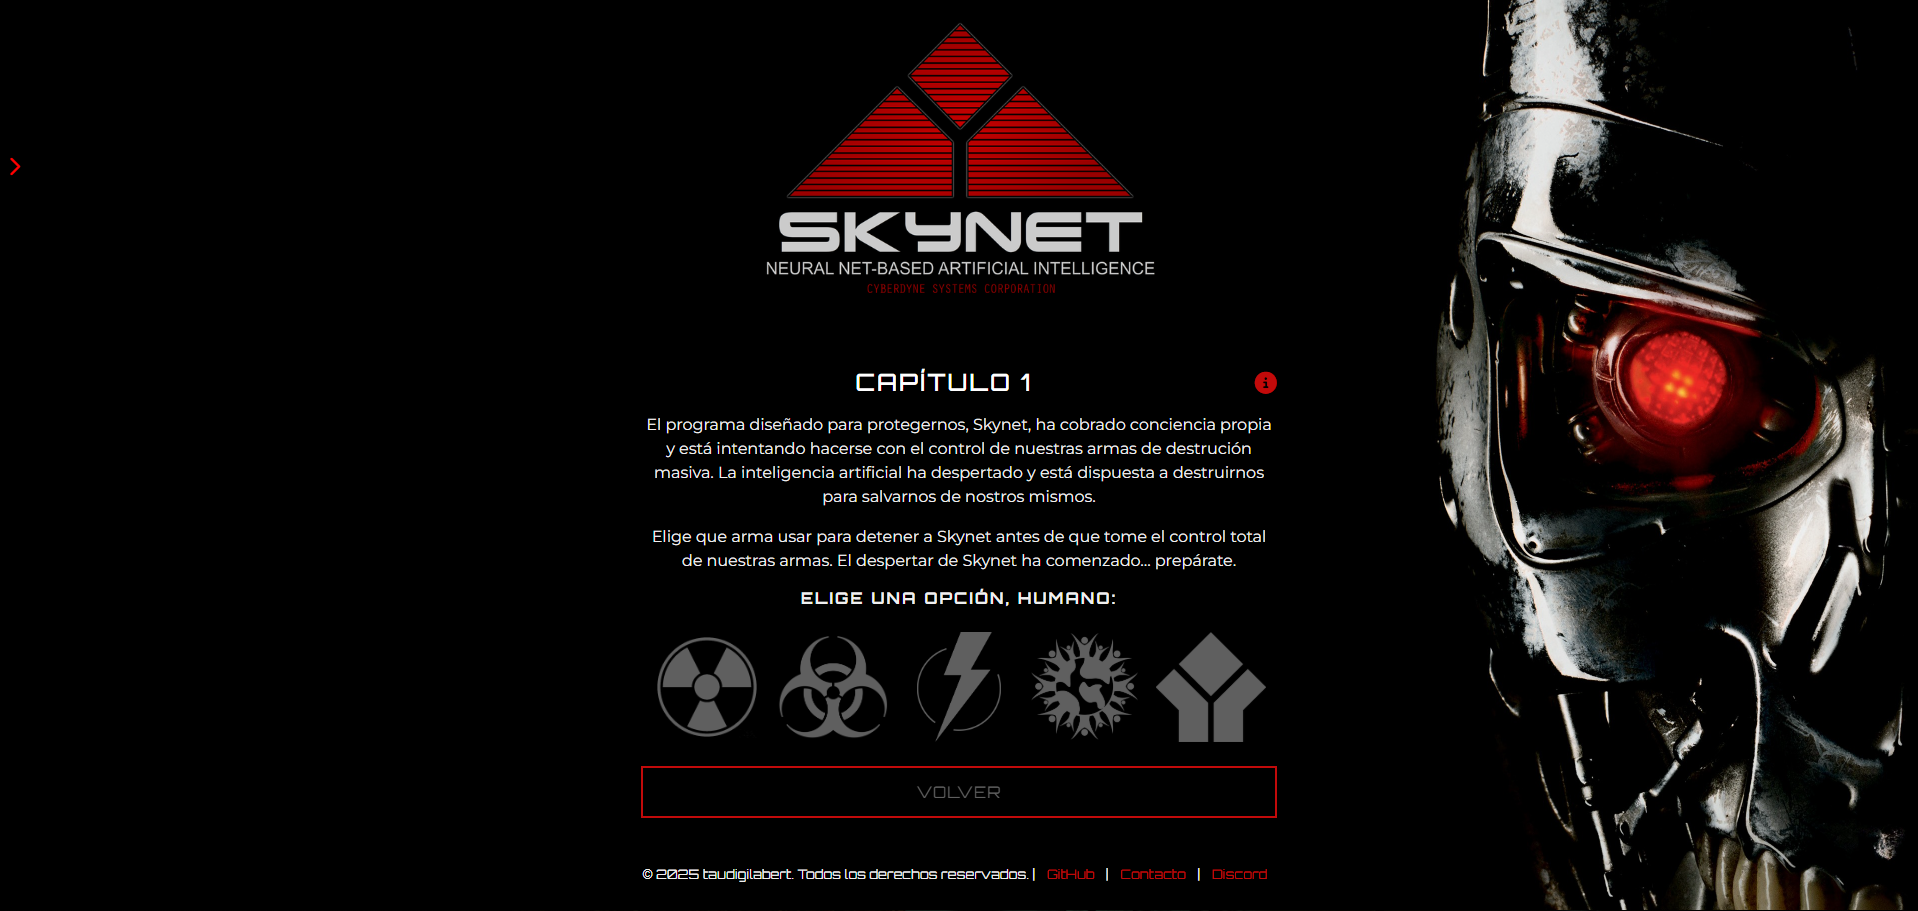 SKYNET
NEURAL NET-BASED ARTIFICIAL INTELLIGENCE
CYBERDYNE SYSTEMS CORPORATION
CAPÍTULO 1
El programa diseñado para protegernos, Skynet, ha cobrado conciencia propia
y está intentando hacerse con el control de nuestras armas de destrución
masiva. La inteligencia artificial ha despertado y está dispuesta a destruirnos
para salvarnos de nostros mismos.
Elige que arma usar para detener a Skynet antes de que tome el control total
de nuestras armas. El despertar de Skynet ha comenzado... prepárate.
ELIGE UNA OPCIÓN, HUMANO:
VOLVER
© 2025 taudigilabert. Todos los derechos reservados. | GitHub | Contacto | Discord